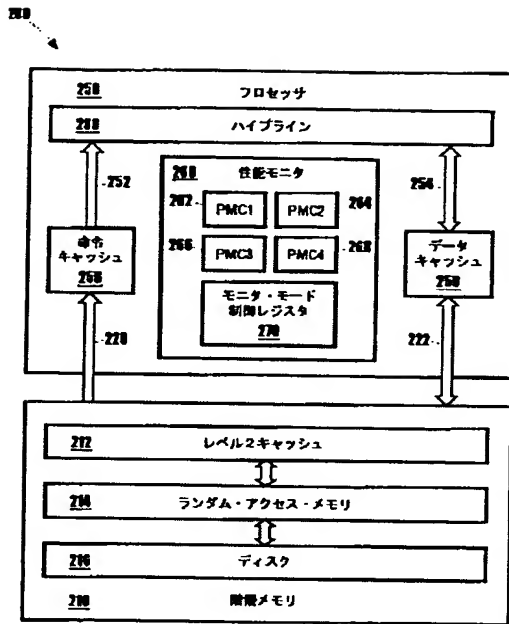 200
250 プロセッサ
280 パイプライン
252
260 性能モニタ
254
262
PMC1
PMC2
264
266
PMC3
PMC4
268
命令
キャッシュ
256
データ
キャッシュ
モニタ・モード
制御レジスタ
270
220
222
212 レベル2キャッシュ
214 ランダム・アクセス・メモリ
216 ディスク
210 階層メモリ